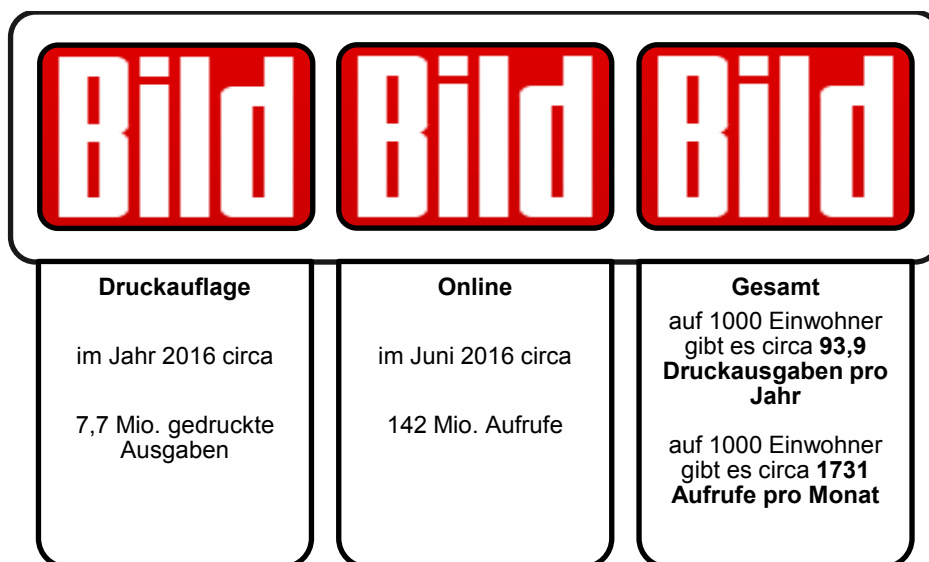 Bild
Bild
Bild
Druckauflage
im Jahr 2016 circa
7,7 Mio. gedruckte
Ausgaben
Online
im Juni 2016 circa
142 Mio. Aufrufe
Gesamt
auf 1000 Einwohner
gibt es circa 93,9
Druckausgaben pro
Jahr
auf 1000 Einwohner
gibt es circa 1731
Aufrufe pro Monat